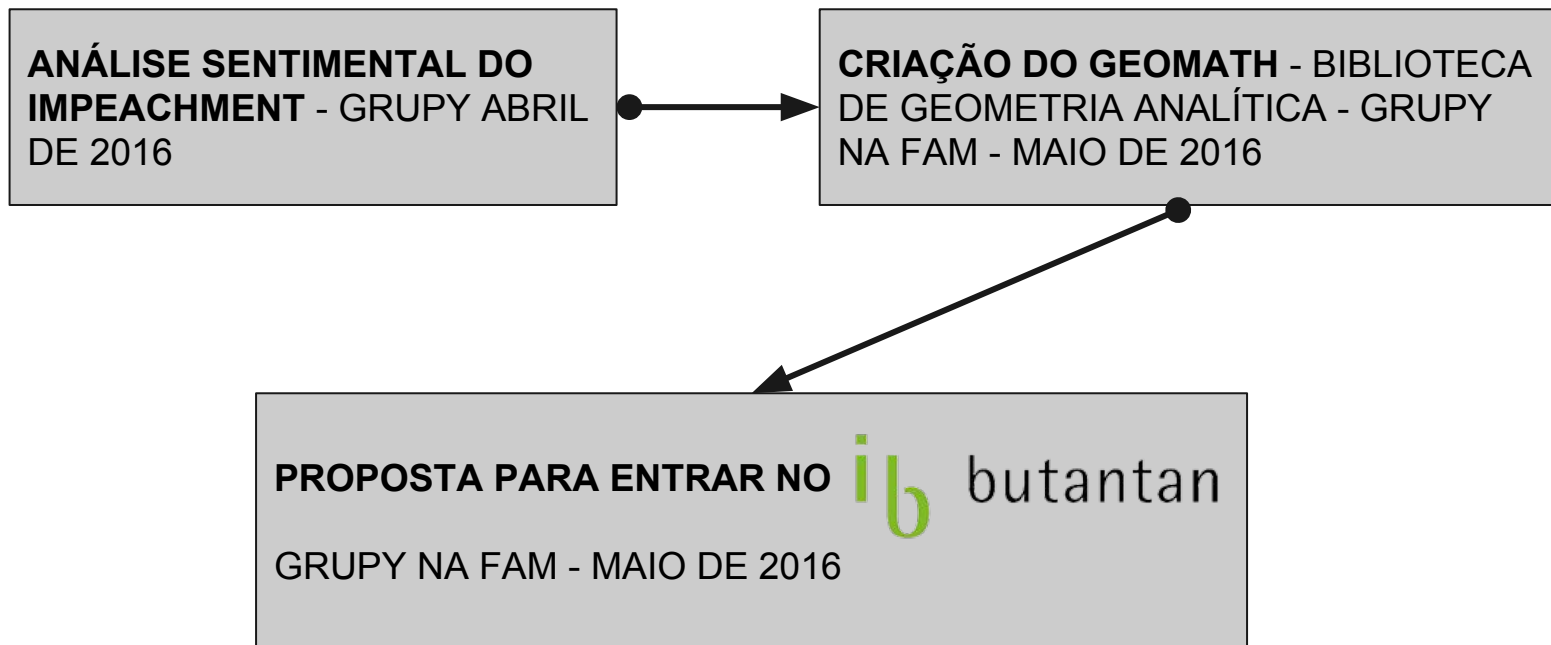 ANÁLISE SENTIMENTAL DO
IMPEACHMENT - GRUPY ABRIL
DE 2016
CRIAÇÃO DO GEOMATH - BIBLIOTECA
DE GEOMETRIA ANALÍTICA - GRUPY
NA FAM - MAIO DE 2016
PROPOSTA PARA ENTRAR NO ib butantan
GRUPY NA FAM - MAIO DE 2016